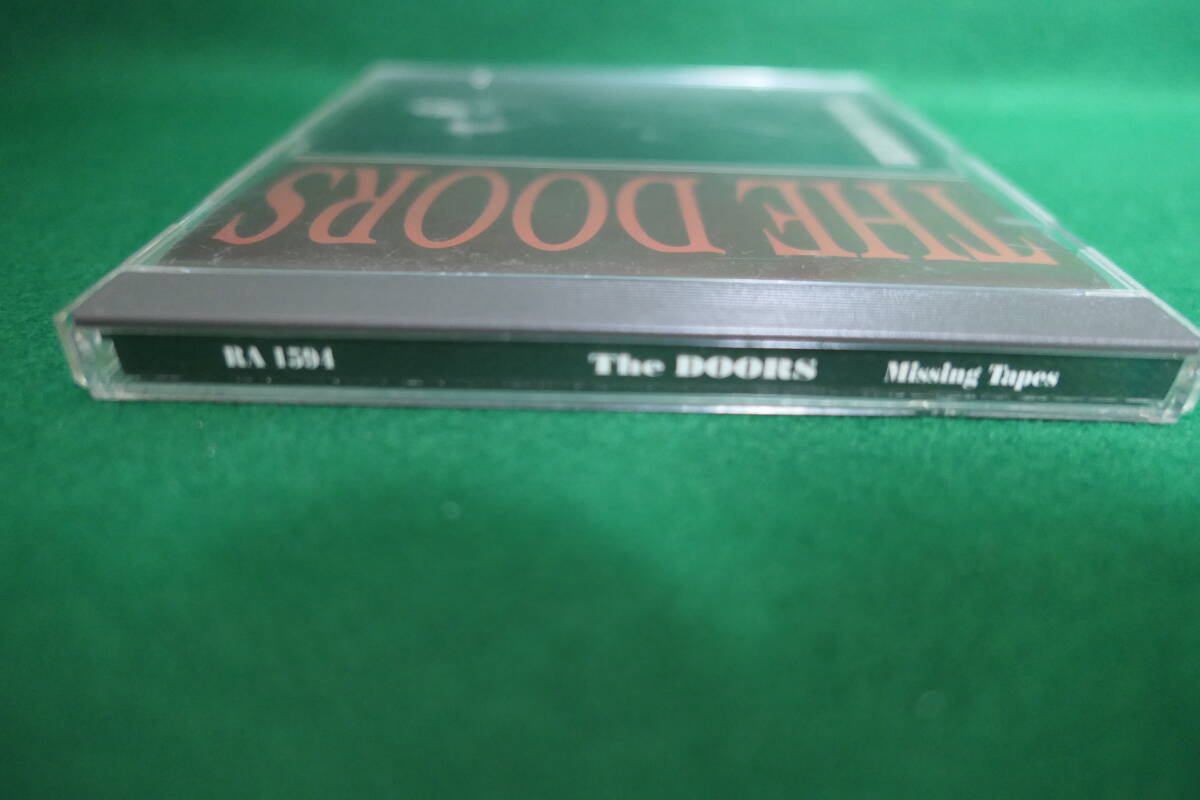 THE DOORS
RA 1594 The DOORS Missing Tapes